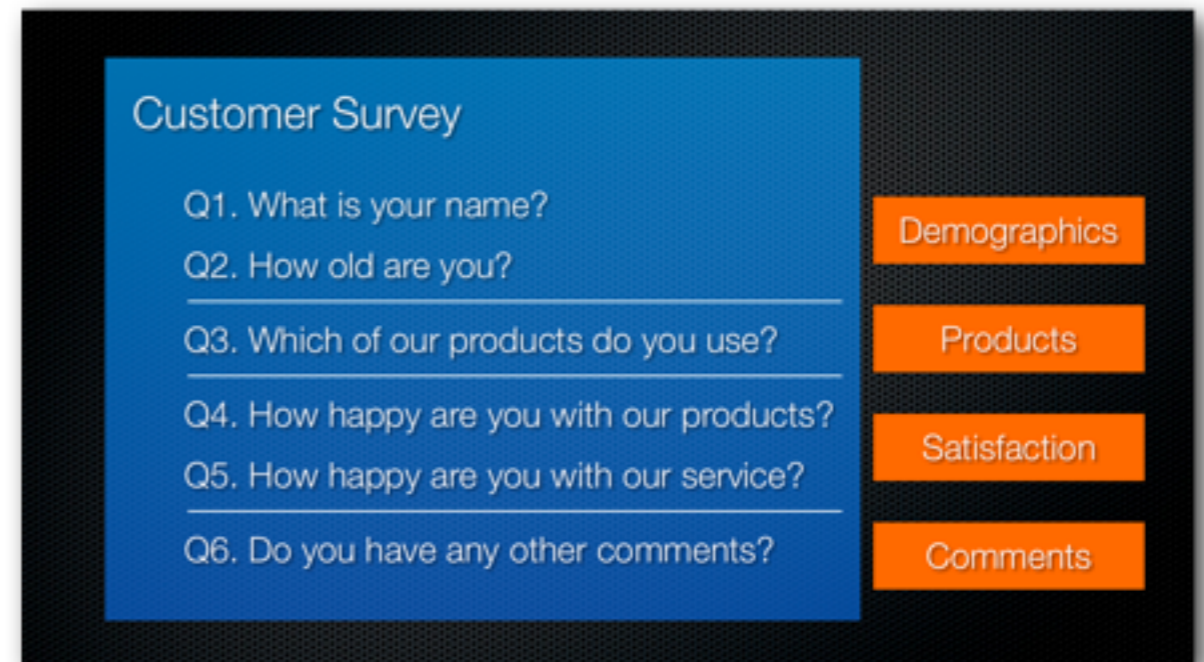 Customer Survey
Q1. What is your name?
Q2. How old are you?
Demographics
Q3. Which of our products do you use?
Products
Q4. How happy are you with our products?
Q5. How happy are you with our service?
Satisfaction
Q6. Do you have any other comments?
Comments